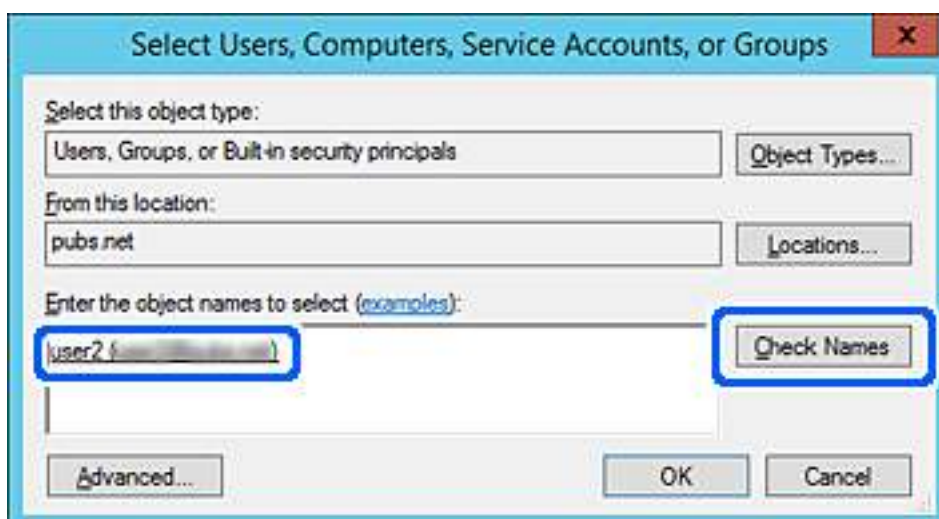 Select Users, Computers, Service Accounts, or Groups
x
Select this object type:
Users, Groups, or Built-in security principals
Object Types...
From this location:
pubs.net
Locations...
Enter the object names to select (examples):
user2 (
)
Check Names
Advanced...
OK
Cancel